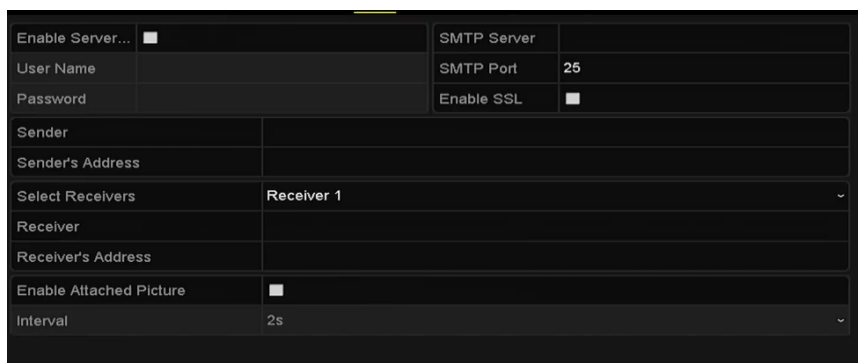 Enable Server...
SMTP Server
User Name
SMTP Port 25
Password
Enable SSL
Sender
Sender's Address
Select Receivers Receiver 1
Receiver
Receiver's Address
Enable Attached Picture
Interval 2s